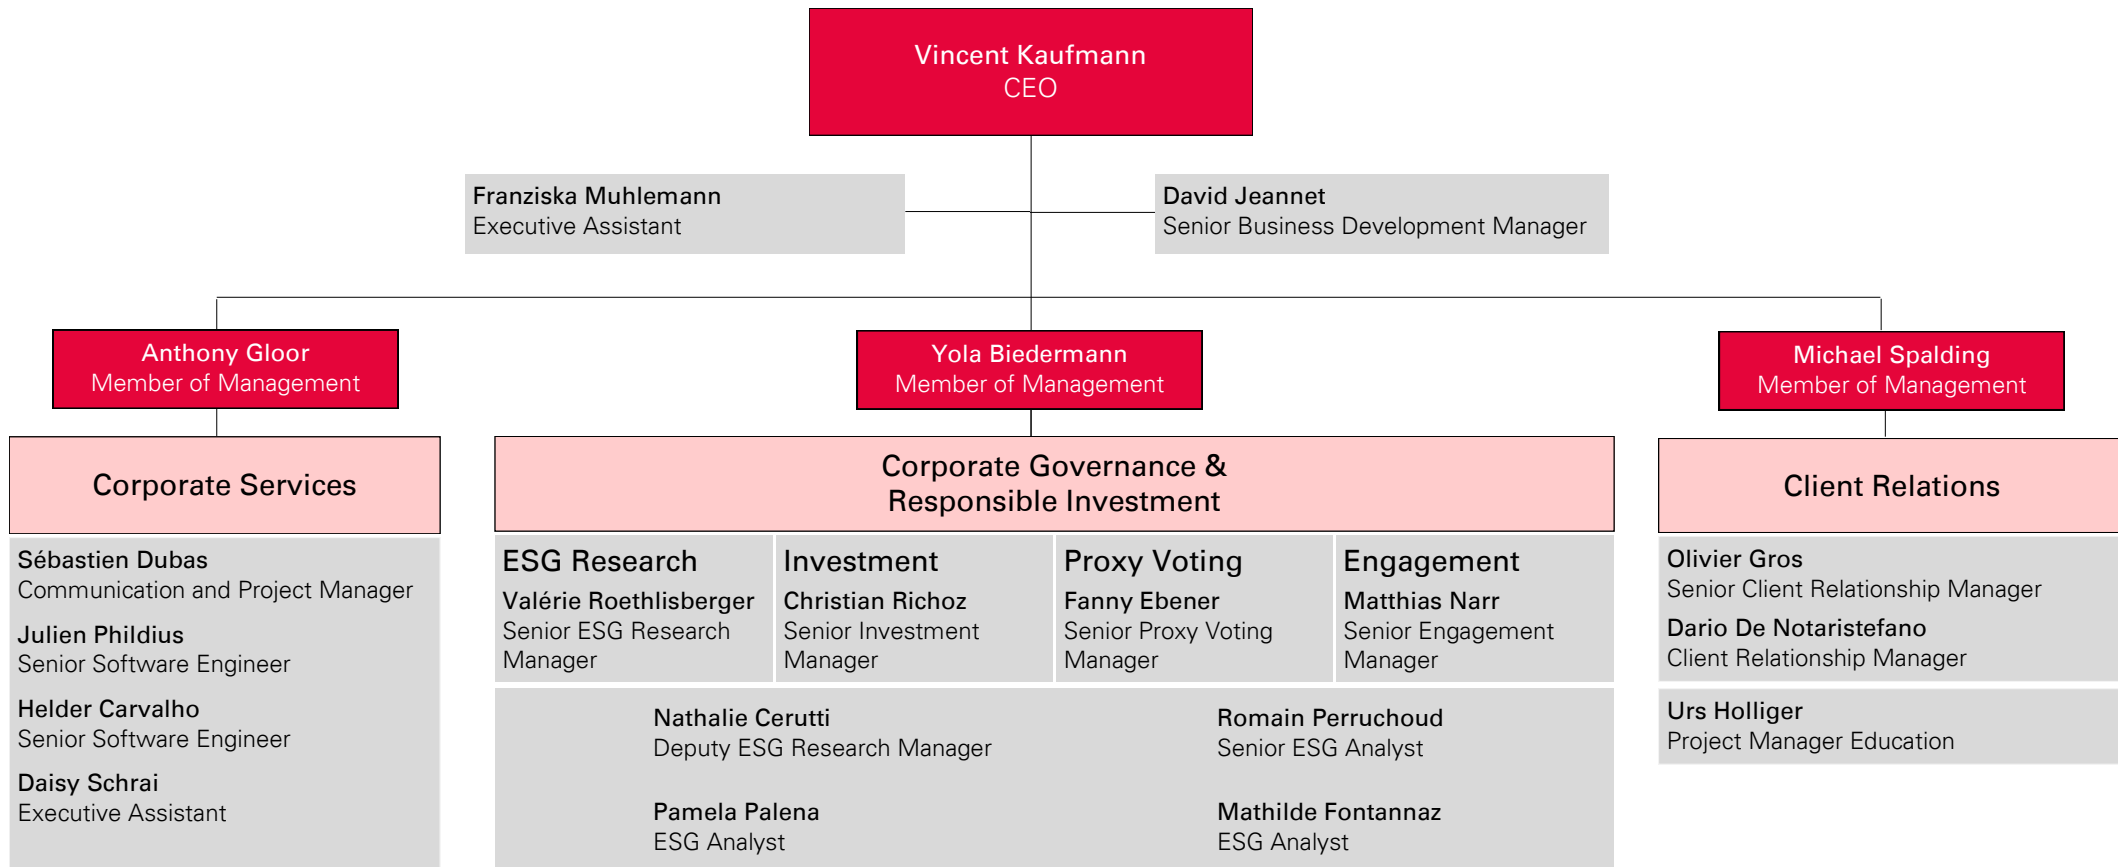 Vincent Kaufmann
CEO
Franziska Muhlemann
Executive Assistant
David Jeannet
Senior Business Development Manager
Anthony Gloor
Member of Management
Yola Biedermann
Member of Management
Michael Spalding
Member of Management
Corporate Services
Sébastien Dubas
Communication and Project Manager
Julien Phildius
Senior Software Engineer
Helder Carvalho
Senior Software Engineer
Daisy Schrai
Executive Assistant
Corporate Governance &
Responsible Investment
ESG Research
Valérie Roethlisberger
Senior ESG Research
Manager
Investment
Christian Richoz
Senior Investment
Manager
Proxy Voting
Fanny Ebener
Senior Proxy Voting
Manager
Engagement
Matthias Narr
Senior Engagement
Manager
Nathalie Cerutti
Deputy ESG Research Manager
Romain Perruchoud
Senior ESG Analyst
Pamela Palena
ESG Analyst
Mathilde Fontannaz
ESG Analyst
Client Relations
Olivier Gros
Senior Client Relationship Manager
Dario De Notaristefano
Client Relationship Manager
Urs Holliger
Project Manager Education